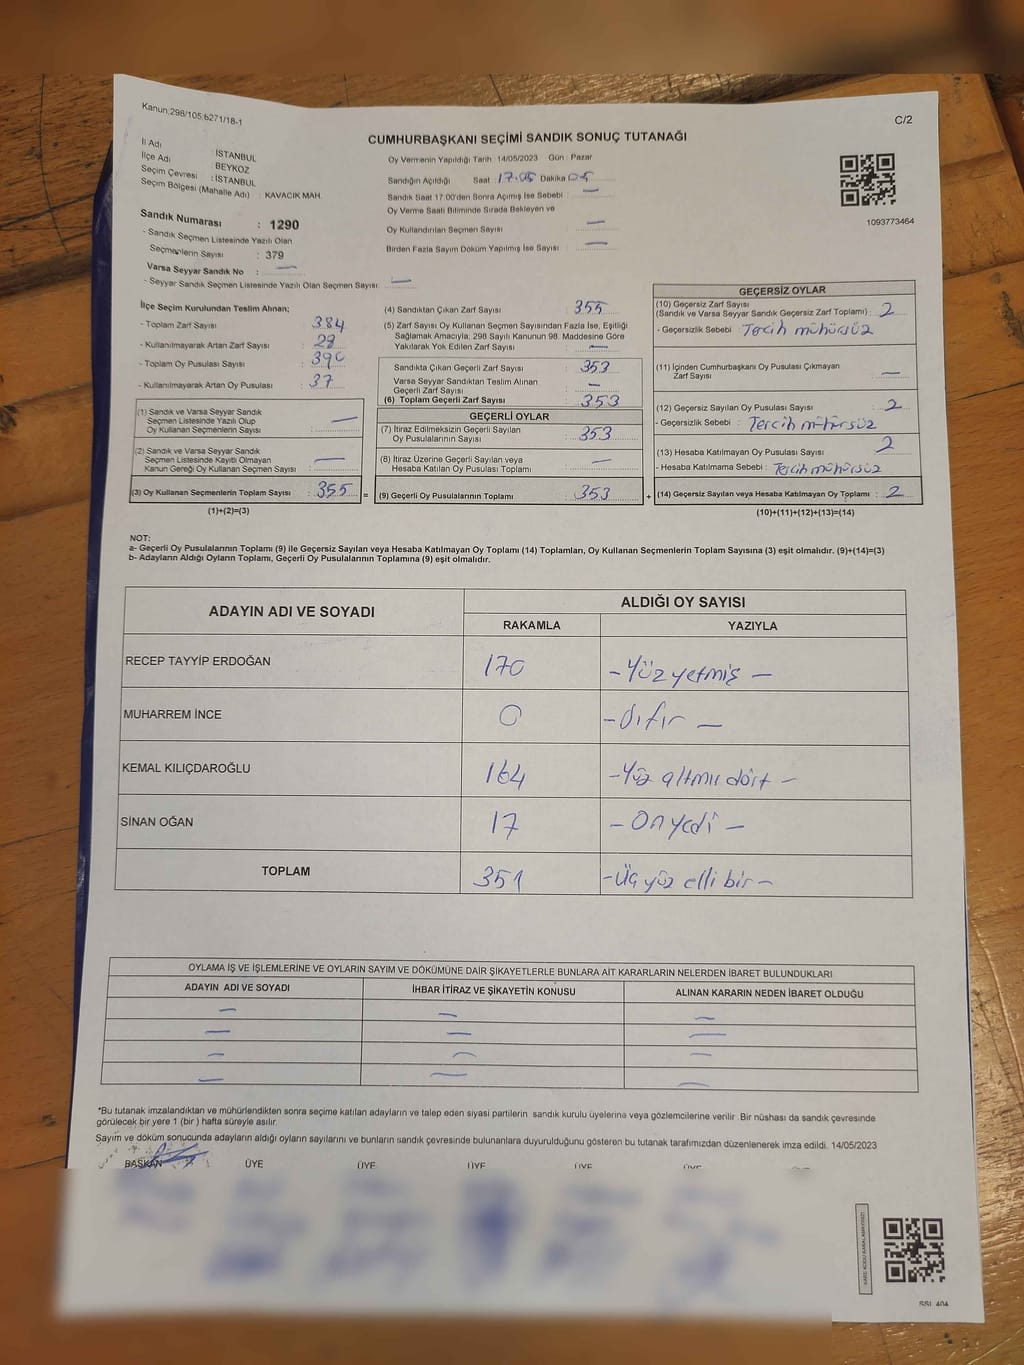 Kanun:298/105,6271/18-1
C/2
CUMHURBAŞKANI SEÇİMİ SANDIK SONUÇ TUTANAĞI
İl Adı : İSTANBUL
İlçe Adı : BEYKOZ
Seçim Çevresi : İSTANBUL
Seçim Bölgesi (Mahalle Adı) : KAVACIK MAH.
Sandık Numarası : 1290
- Sandık Seçmen Listesinde Yazılı Olan
Seçmenlerin Sayısı : 379
Varsa Seyyar Sandık No : —
- Seyyar Sandık Seçmen Listesinde Yazılı Olan Seçmen Sayısı: —
Oy Vermenin Yapıldığı Tarih 14/05/2023 Gün : Pazar
Sandığın Açıldığı Saat 17:05 Dakika 05
Sandık Saat 17:00'den Sonra Açılmış İse Sebebi : —
Oy Verme Saati Bitiminde Sırada Bekleyen ve
Oy Kullandırılan Seçmen Sayısı : —
Birden Fazla Sayım Döküm Yapılmış İse Sayısı : —
1093773464
İlçe Seçim Kurulundan Teslim Alınan;
- Toplam Zarf Sayısı : 384
- Kullanılmayarak Artan Zarf Sayısı :
- Toplam Oy Pusulası Sayısı : 390
- Kullanılmayarak Artan Oy Pusulası : 37
(1) Sandık ve Varsa Seyyar Sandık
Seçmen Listesinde Yazılı Olup
Oy Kullanan Seçmenlerin Sayısı : —
(2) Sandık ve Varsa Seyyar Sandık
Seçmen Listesinde Kayıtlı Olmayan
Kanun Gereği Oy Kullanan Seçmen Sayısı : —
(3) Oy Kullanan Seçmenlerin Toplam Sayısı : 355 =
(1)+(2)=(3)
(4) Sandıktan Çıkan Zarf Sayısı : 355
(5) Zarf Sayısı Oy Kullanan Seçmen Sayısından Fazla İse, Eşitliği
Sağlamak Amacıyla; 298 Sayılı Kanunun 98. Maddesine Göre
Yakılarak Yok Edilen Zarf Sayısı : —
Sandıkta Çıkan Geçerli Zarf Sayısı : 353
Varsa Seyyar Sandıktan Teslim Alınan
Geçerli Zarf Sayısı : —
(6) Toplam Geçerli Zarf Sayısı : 353
GEÇERLİ OYLAR
(7) İtiraz Edilmeksizin Geçerli Sayılan
Oy Pusulalarının Sayısı : 353
(8) İtiraz Üzerine Geçerli Sayılan veya
Hesaba Katılan Oy Pusulası Toplamı : —
(9) Geçerli Oy Pusulalarının Toplamı : 353 +
GEÇERSİZ OYLAR
(10) Geçersiz Zarf Sayısı
(Sandık ve Varsa Seyyar Sandık Geçersiz Zarf Toplamı) : 2
- Geçersizlik Sebebi : Tercih mühürsüz
(11) İçinden Cumhurbaşkanı Oy Pusulası Çıkmayan
Zarf Sayısı : —
(12) Geçersiz Sayılan Oy Pusulası Sayısı : 2
- Geçersizlik Sebebi : Tercih mühürsüz
(13) Hesaba Katılmayan Oy Pusulası Sayısı : 2
- Hesaba Katılmama Sebebi : Tercih mühürsüz
(14) Geçersiz Sayılan veya Hesaba Katılmayan Oy Toplamı : 2
(10)+(11)+(12)+(13)=(14)
NOT:
a- Geçerli Oy Pusulalarının Toplamı (9) ile Geçersiz Sayılan veya Hesaba Katılmayan Oy Toplamı (14) Toplamları, Oy Kullanan Seçmenlerin Toplam Sayısına (3) eşit olmalıdır. (9)+(14)=(3)
b- Adayların Aldığı Oyların Toplamı, Geçerli Oy Pusulalarının Toplamına (9) eşit olmalıdır.
ADAYIN ADI VE SOYADI
ALDIĞI OY SAYISI
RAKAMLA YAZIYLA
RECEP TAYYİP ERDOĞAN 170 – Yüz yetmiş –
MUHARREM İNCE 0 – Sıfır –
KEMAL KILIÇDAROĞLU 164 – Yüz altmış dört –
SİNAN OĞAN 17 – On yedi –
TOPLAM 351 – Üç yüz elli bir –
OYLAMA İŞ VE İŞLEMLERİNE VE OYLARIN SAYIM VE DÖKÜMÜNE DAİR ŞİKAYETLERLE BUNLARA AİT KARARLARIN NELERDEN İBARET BULUNDUKLARI
ADAYIN ADI VE SOYADI İHBAR İTİRAZ VE ŞİKAYETİN KONUSU ALINAN KARARIN NEDEN İBARET OLDUĞU
— — —
— — —
— — —
— — —
*Bu tutanak imzalandıktan ve mühürlendikten sonra seçime katılan adayların ve talep eden siyasi partilerin sandık kurulu üyelerine veya gözlemcilerine verilir. Bir nüshası da sandık çevresinde
görülecek bir yere 1 (bir) hafta süreyle asılır.
Sayım ve döküm sonucunda adayların aldığı oyların sayılarını ve bunların sandık çevresinde bulunanlara duyurulduğunu gösteren bu tutanak tarafımızdan düzenlenerek imza edildi. 14/05/2023
BAŞKAN ÜYE ÜYE ÜYE ÜYE ÜYE